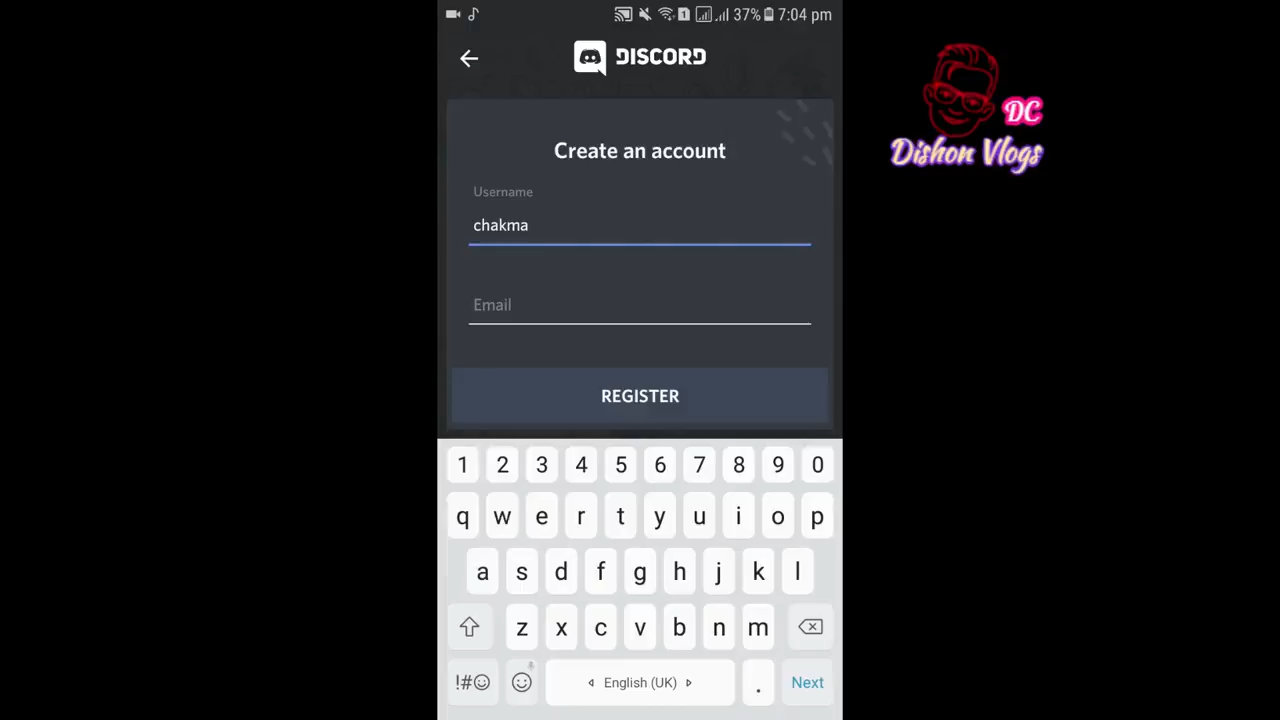 37% 7:04 pm
DISCORD
DC
Dishon Vlogs
Create an account
Username
chakma
Email
REGISTER
1 2 3 4 5 6 7 8 9 0
q w e r t y u i o p
a s d f g h j k l
z x c v b n m
!#☺ English (UK) . Next